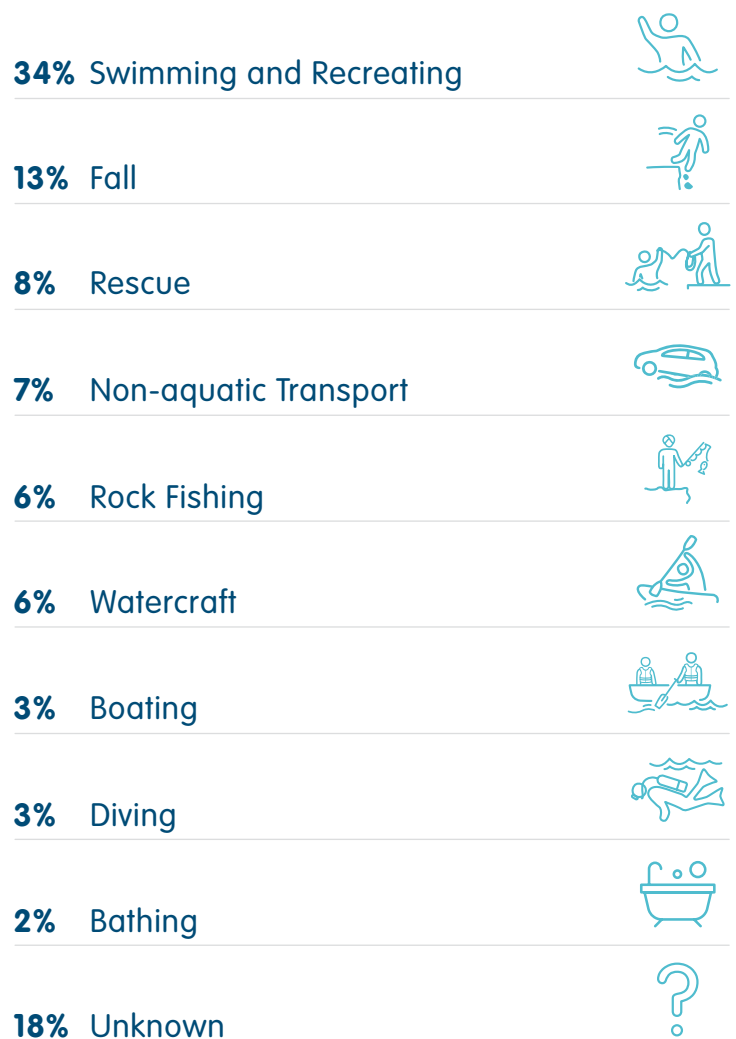 34% Swimming and Recreating
13% Fall
8% Rescue
7% Non-aquatic Transport
6% Rock Fishing
6% Watercraft
3% Boating
3% Diving
2% Bathing
18% Unknown